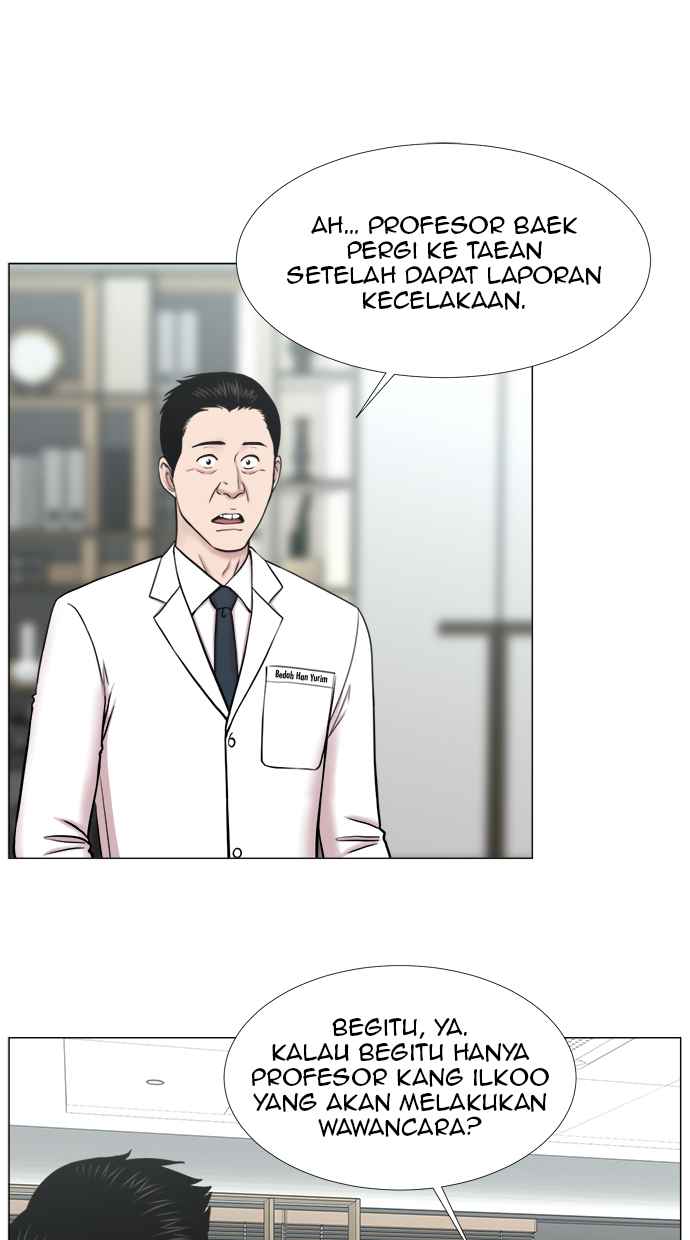 AH... PROFESOR BAEK
PERGI KE TAEAN
SETELAH DAPAT LAPORAN
KECELAKAAN.
Bedah Han Yurim
BEGITU, YA.
KALAU BEGITU HANYA
PROFESOR KANG ILKOO
YANG AKAN MELAKUKAN
WAWANCARA?